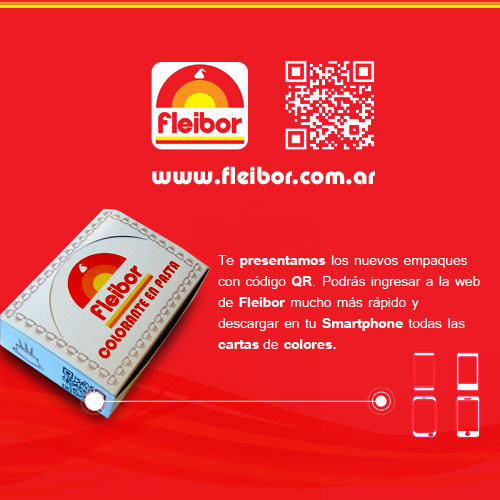 Fleibor
www.fleibor.com.ar
Te presentamos los nuevos empaques
con código QR. Podrás ingresar a la web
de Fleibor mucho más rápido y
descargar en tu Smartphone todas las
cartas de colores.
fleibor
COLORANTE EN PASTA